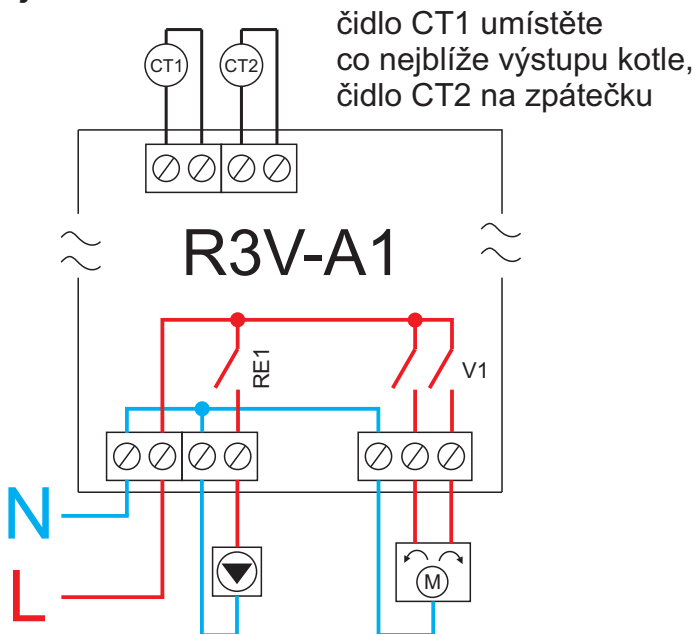 čidlo CT1 umístěte
co nejblíže výstupu kotle,
čidlo CT2 na zpátečku
CT1 CT2
R3V-A1
RE1
V1
N
L
M